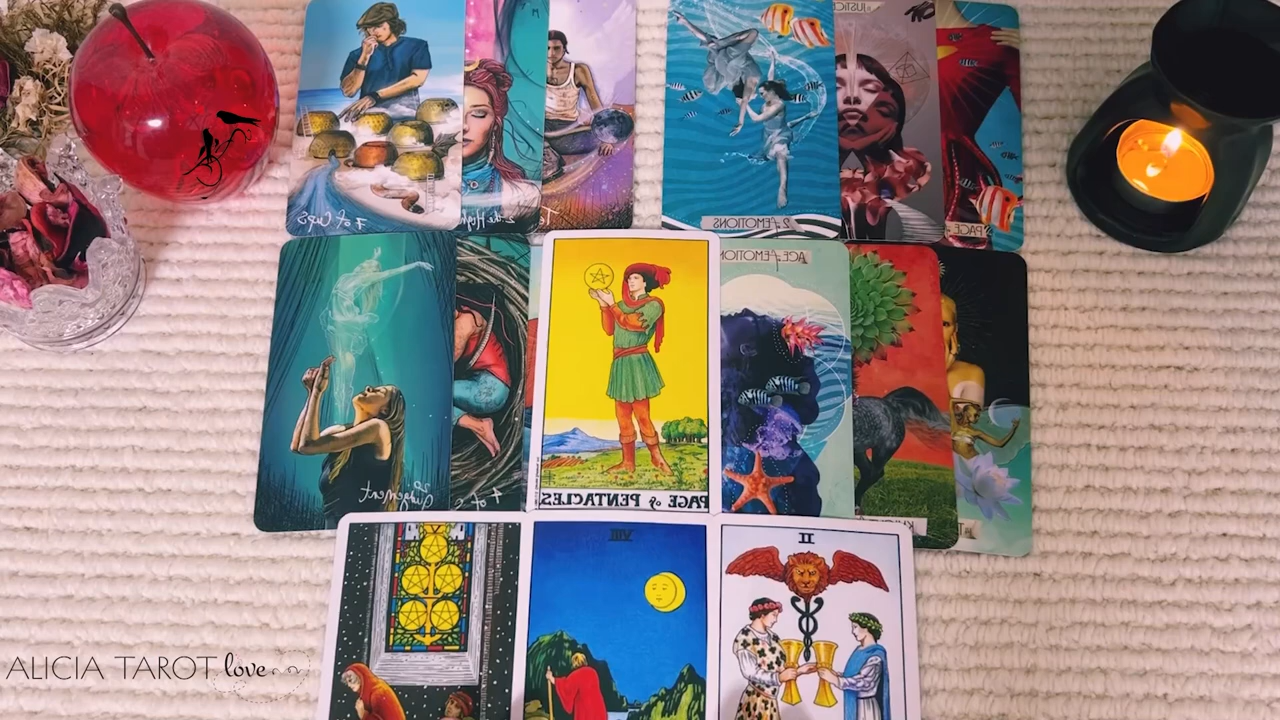 JUSTICE
7 of Cups
2. the High
2 of EMOTIONS
PAGE
ACE of EMOTION
20
Judgement
4 of C
PAGE of PENTACLES.
VIII
II
ALICIA TAROT love